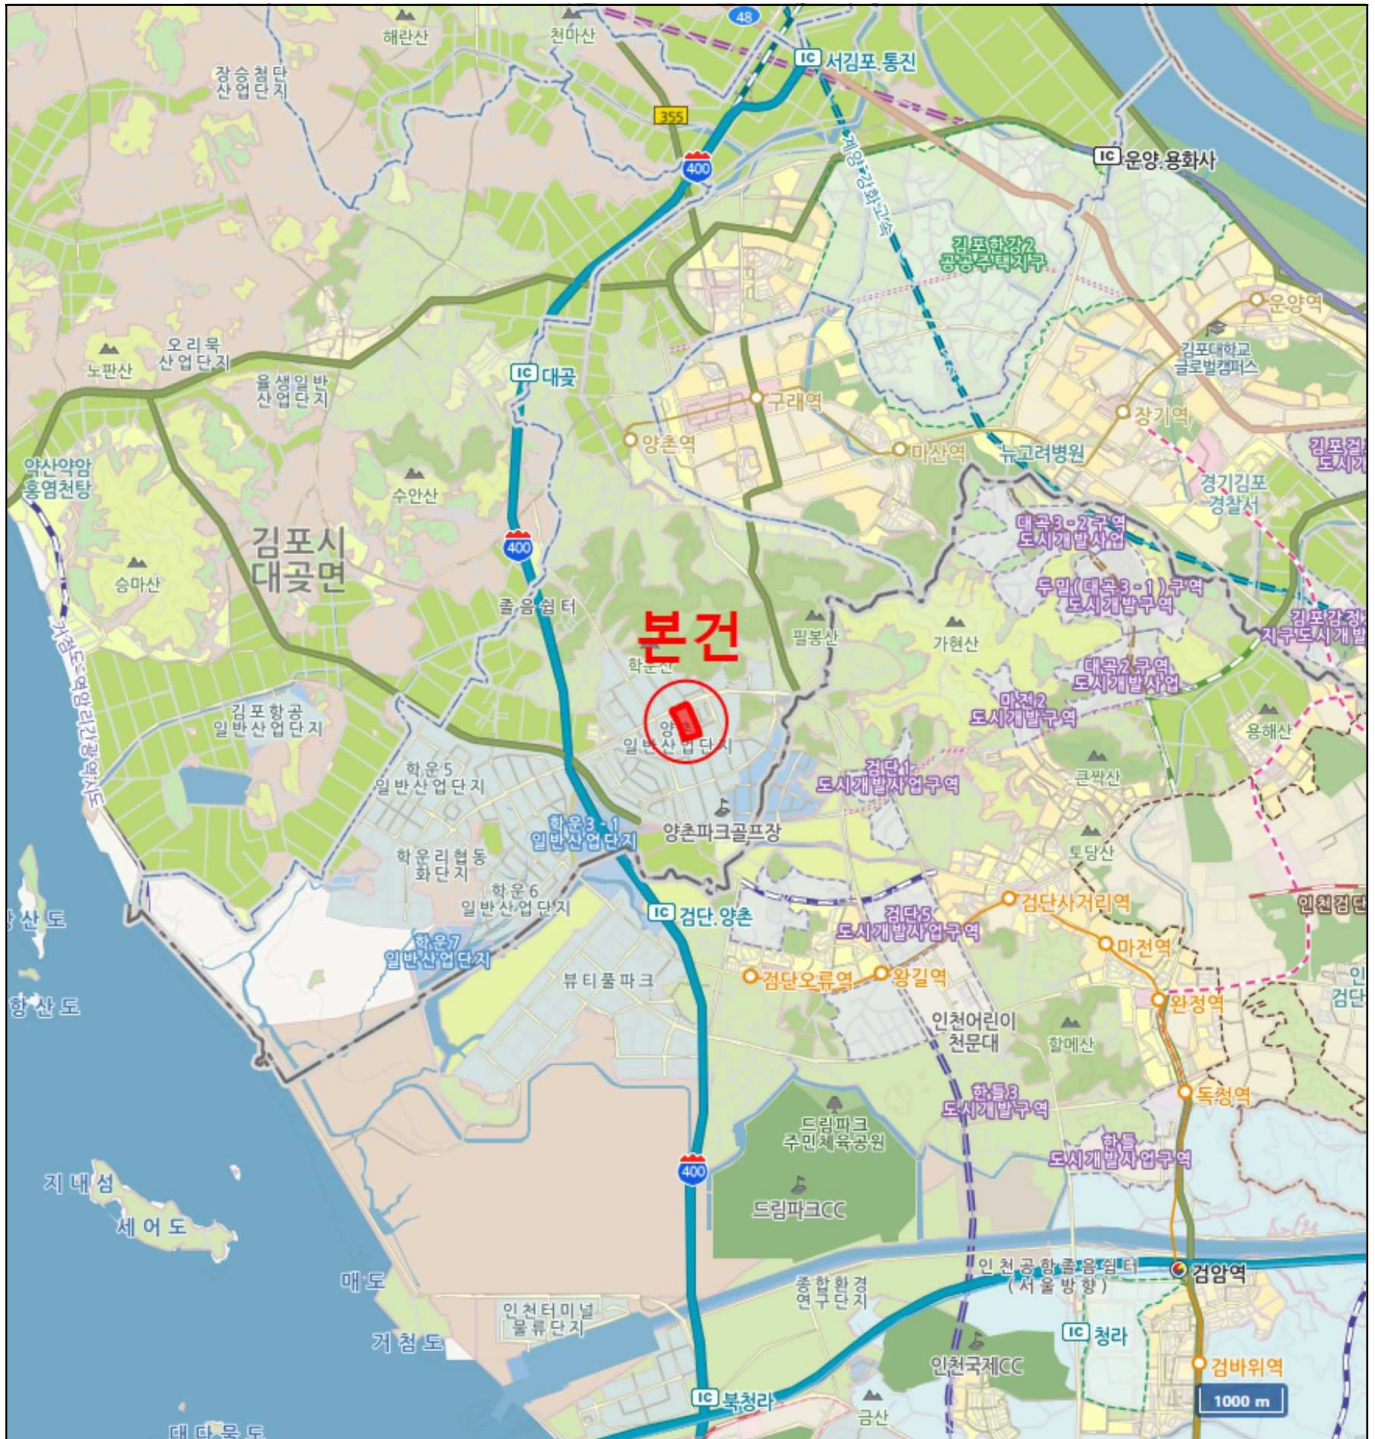 48
해란산
천마산
IC 서김포.통진
장승첨단
산업단지
355
400
계양-강화고속
IC 운양.용화사
김포한강2
공공주택지구
운양역
오리묵
산업단지
노판산
율생일반
산업단지
IC 대곶
김포대학교
글로벌캠퍼스
구래역
장기역
양촌역
마산역
뉴고려병원
약산약암
홍염천탕
수안산
경기김포
경찰서
대곡3-2구역
도시개발사업
김포시
대곶면
400
승마산
두밀(대곡3-1)구역
도시개발구역
졸음쉼터
본건
필봉산
가현산
학운산
대곡2구역
도시개발사업
마전2
도시개발구역
김포항공
일반산업단지
일반산업단지
용해산
큰싹산
검단1
도시개발사업구역
학운5
일반산업단지
학운3-1
일반산업단지
양촌파크골프장
토당산
학운리협동
화단지
학운6
일반산업단지
검단사거리역
IC 검단.양촌
검단5
도시개발사업구역
학운7
일반산업단지
마전역
뷰티풀파크
검단오류역
왕길역
완정역
인천어린이
천문대
할메산
한들3
도시개발구역
독정역
드림파크
주민체육공원
한들
도시개발사업구역
400
지내섬
드림파크CC
세어도
매도
인천공항졸음쉼터
(서울방향)
검암역
종합환경
연구단지
인천터미널
물류단지
거첨도
IC 청라
인천국제CC
검바위역
IC 북청라
1000 m
금산